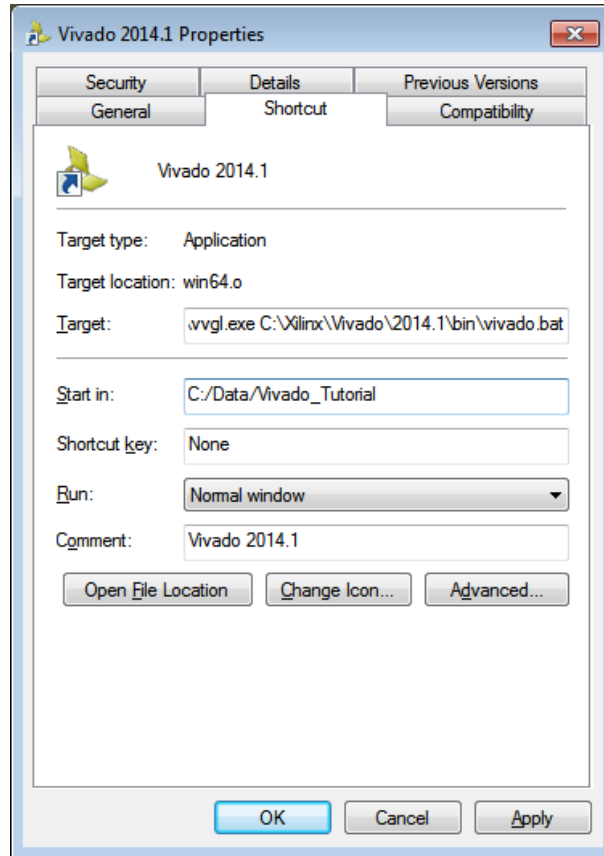 Vivado 2014.1 Properties
Security Details Previous Versions
General Shortcut Compatibility
Vivado 2014.1
Target type: Application
Target location: win64.o
Target: .vvgl.exe C:\Xilinx\Vivado\2014.1\bin\vivado.bat
Start in: C:/Data/Vivado_Tutorial
Shortcut key: None
Run: Normal window
Comment: Vivado 2014.1
Open File Location Change Icon... Advanced...
OK Cancel Apply